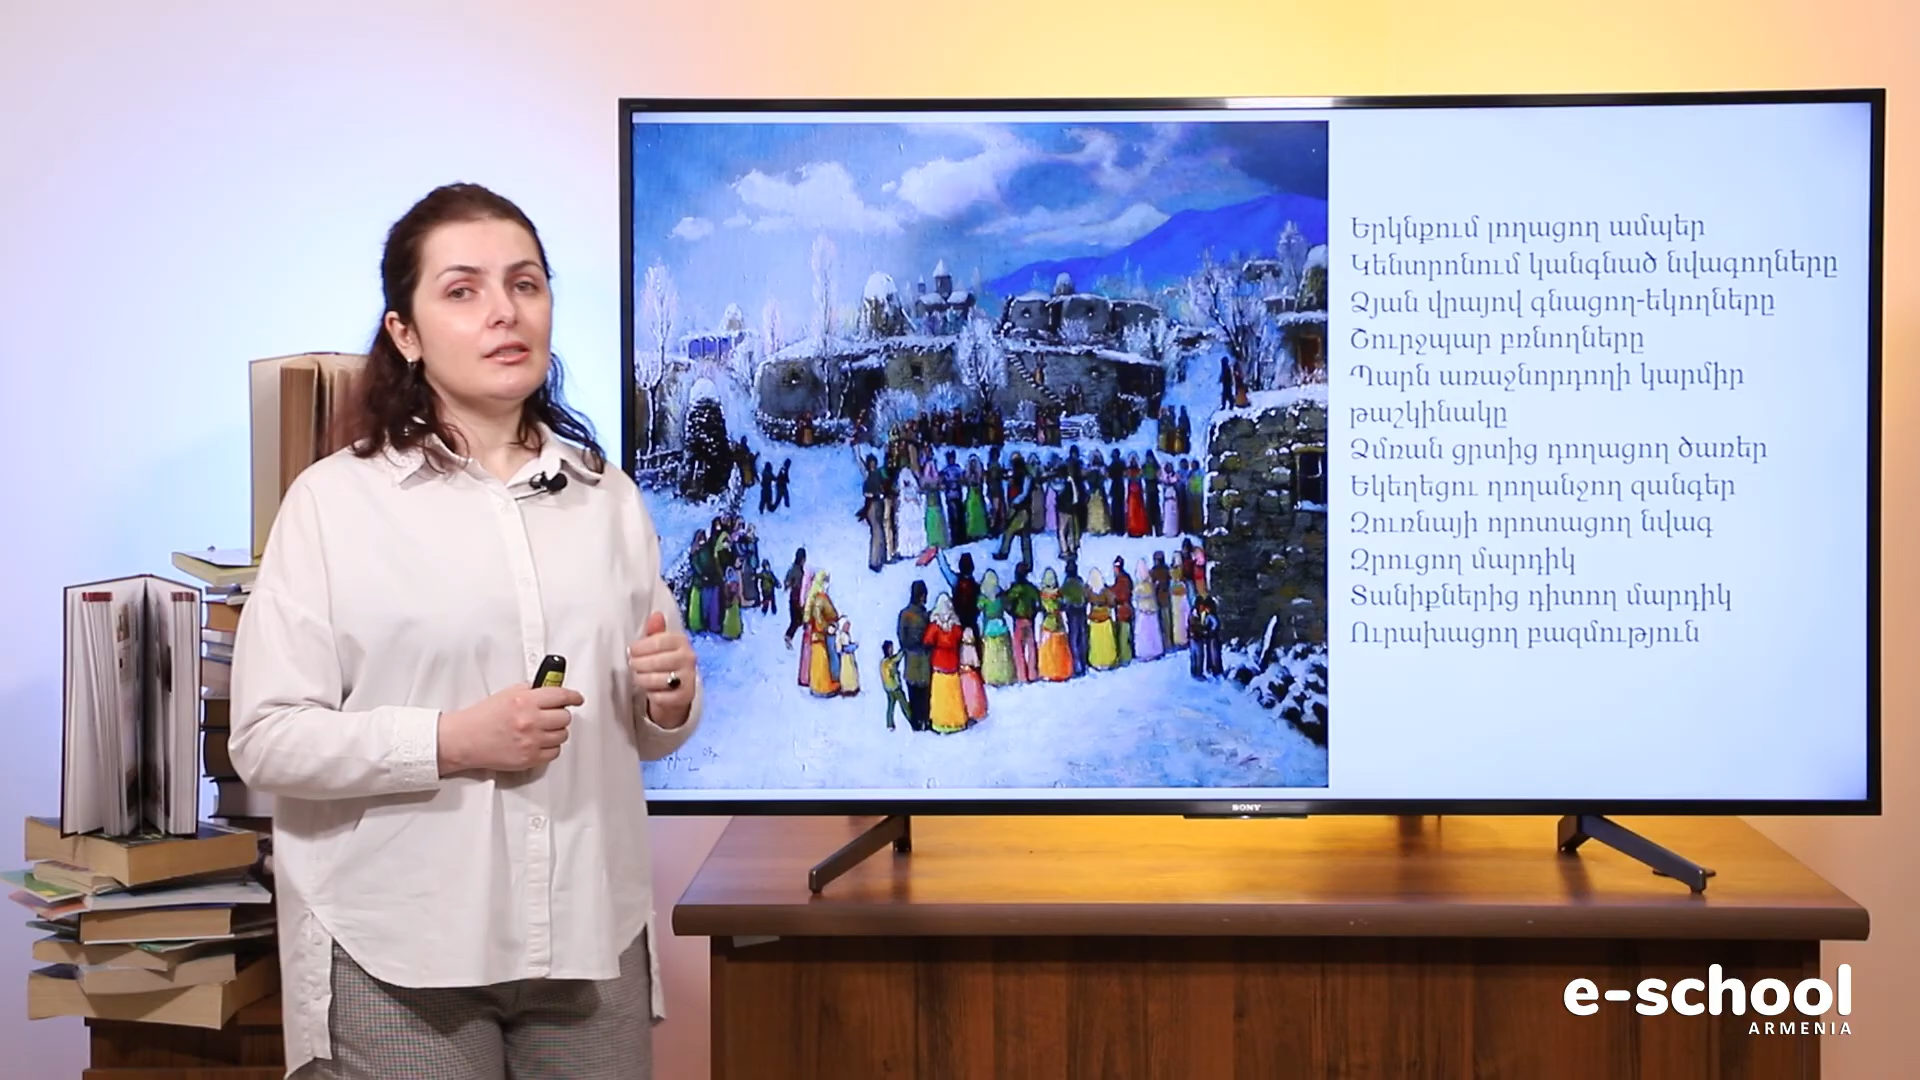 Երկնքում լողացող ամպեր
Կենտրոնում կանգնած նվագողները
Ձյան վրայով գնացող-եկողները
Շուրջպար բռնողները
Պարն առաջնորդողի կարմիր
թաշկինակը
Ձմռան ցրտից դողացող ծառեր
Եկեղեցու ղողանջող զանգեր
Զուռնայի որոտացող նվագ
Զրուցող մարդիկ
Տանիքներից դիտող մարդիկ
Ուրախացող բազմություն
SONY
e-school
ARMENIA